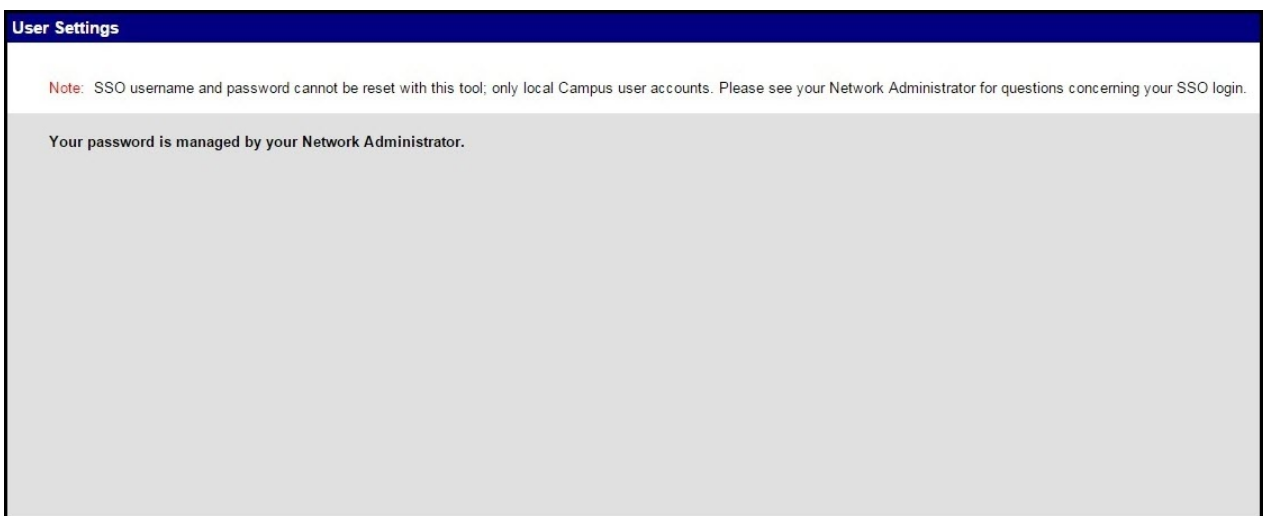 User Settings
Note: SSO username and password cannot be reset with this tool; only local Campus user accounts. Please see your Network Administrator for questions concerning your SSO login.
Your password is managed by your Network Administrator.